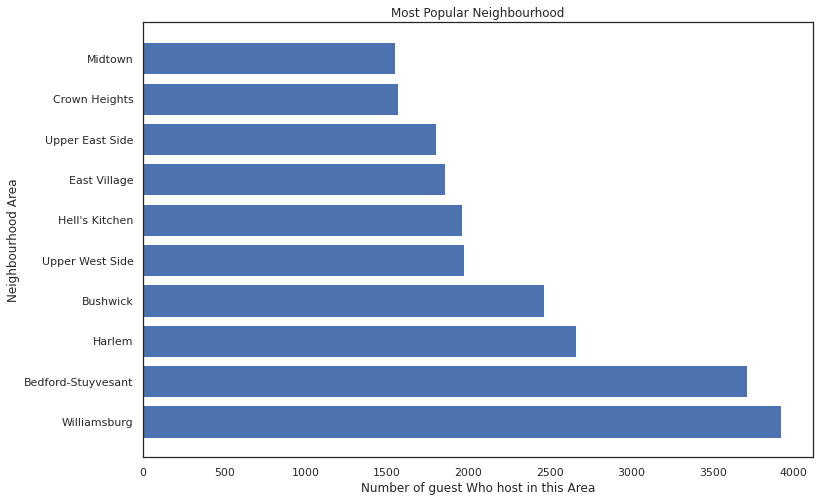 Most Popular Neighbourhood
Neighbourhood Area
Midtown
Crown Heights
Upper East Side
East Village
Hell's Kitchen
Upper West Side
Bushwick
Harlem
Bedford-Stuyvesant
Williamsburg
0 500 1000 1500 2000 2500 3000 3500 4000
Number of guest Who host in this Area